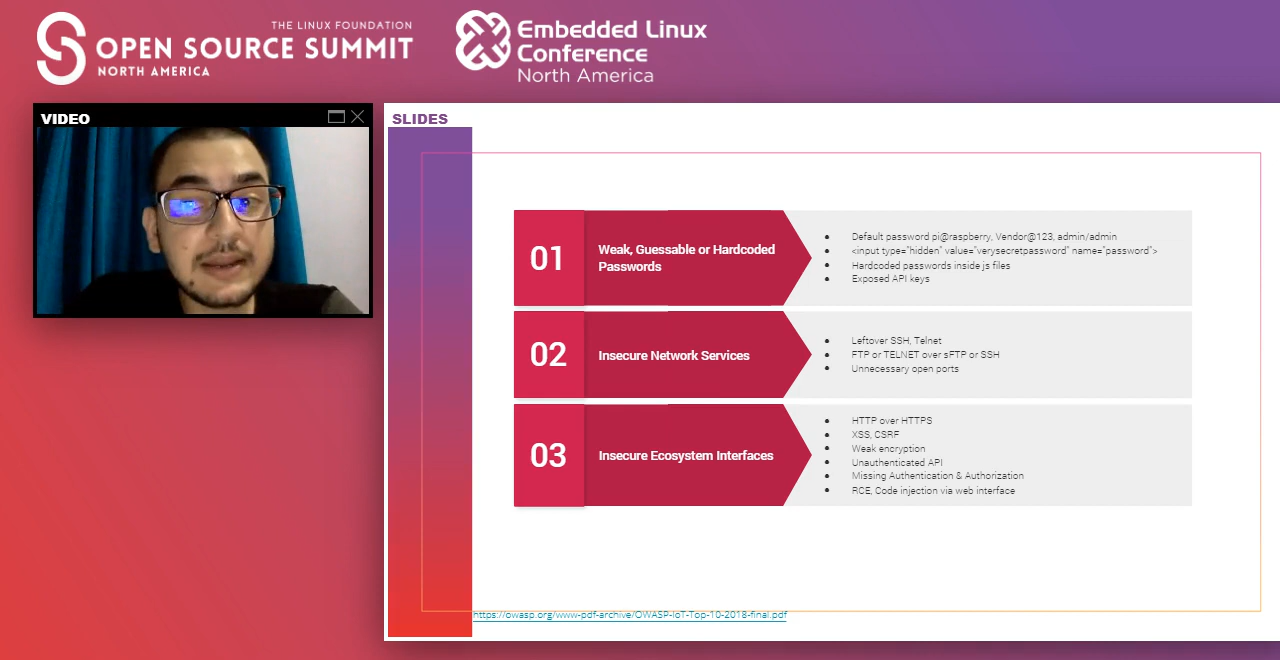 THE LINUX FOUNDATION
OPEN SOURCE SUMMIT
NORTH AMERICA
Embedded Linux
Conference
North America
VIDEO
SLIDES
01
Weak, Guessable or Hardcoded
Passwords
Default password pi@raspberry, Vendor@123, admin/admin
<input type="hidden" value="verysecretpassword" name="password">
Hardcoded passwords inside js files
Exposed API keys
02
Insecure Network Services
Leftover SSH, Telnet
FTP or TELNET over sFTP or SSH
Unnecessary open ports
03
Insecure Ecosystem Interfaces
HTTP over HTTPS
XSS, CSRF
Weak encryption
Unauthenticated API
Missing Authentication & Authorization
RCE, Code injection via web interface
https://owasp.org/www-pdf-archive/OWASP-IoT-Top-10-2018-final.pdf